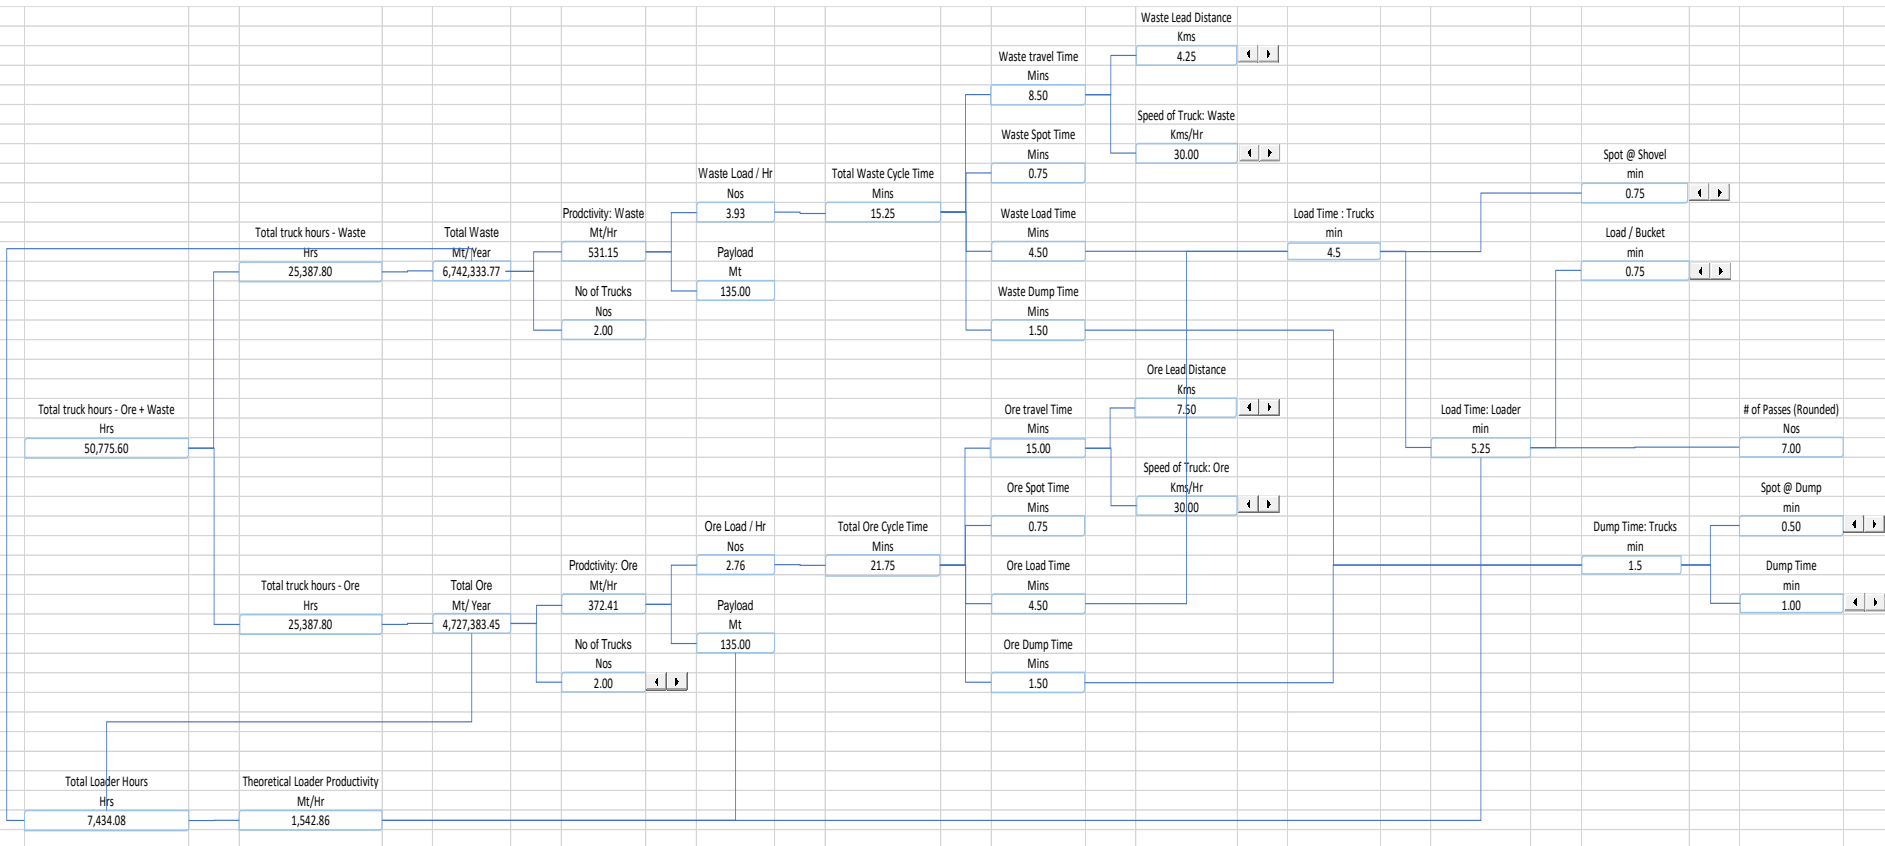 Waste Lead Distance
Kms
4.25
Waste travel Time
Mins
8.50
Speed of Truck: Waste
Kms/Hr
30.00
Waste Spot Time
Mins
0.75
Spot @ Shovel
min
0.75
Waste Load / Hr
Nos
3.93
Total Waste Cycle Time
Mins
15.25
Waste Load Time
Mins
4.50
Load Time : Trucks
min
4.5
Load / Bucket
min
0.75
Total truck hours - Waste
Hrs
25,387.80
Total Waste
Mt/Year
6,742,333.77
Prodctivity: Waste
Mt/Hr
531.15
Payload
Mt
135.00
No of Trucks
Nos
2.00
Waste Dump Time
Mins
1.50
Ore Lead Distance
Kms
7.50
Total truck hours - Ore + Waste
Hrs
50,775.60
Ore travel Time
Mins
15.00
Load Time: Loader
min
5.25
# of Passes (Rounded)
Nos
7.00
Speed of Truck: Ore
Kms/Hr
30.00
Ore Spot Time
Mins
0.75
Spot @ Dump
min
0.50
Ore Load / Hr
Nos
2.76
Total Ore Cycle Time
Mins
21.75
Dump Time: Trucks
min
1.5
Ore Load Time
Mins
4.50
Dump Time
min
1.00
Total truck hours - Ore
Hrs
25,387.80
Total Ore
Mt/ Year
4,727,383.45
Prodctivity: Ore
Mt/Hr
372.41
Payload
Mt
135.00
No of Trucks
Nos
2.00
Ore Dump Time
Mins
1.50
Total Loader Hours
Hrs
7,434.08
Theoretical Loader Productivity
Mt/Hr
1,542.86